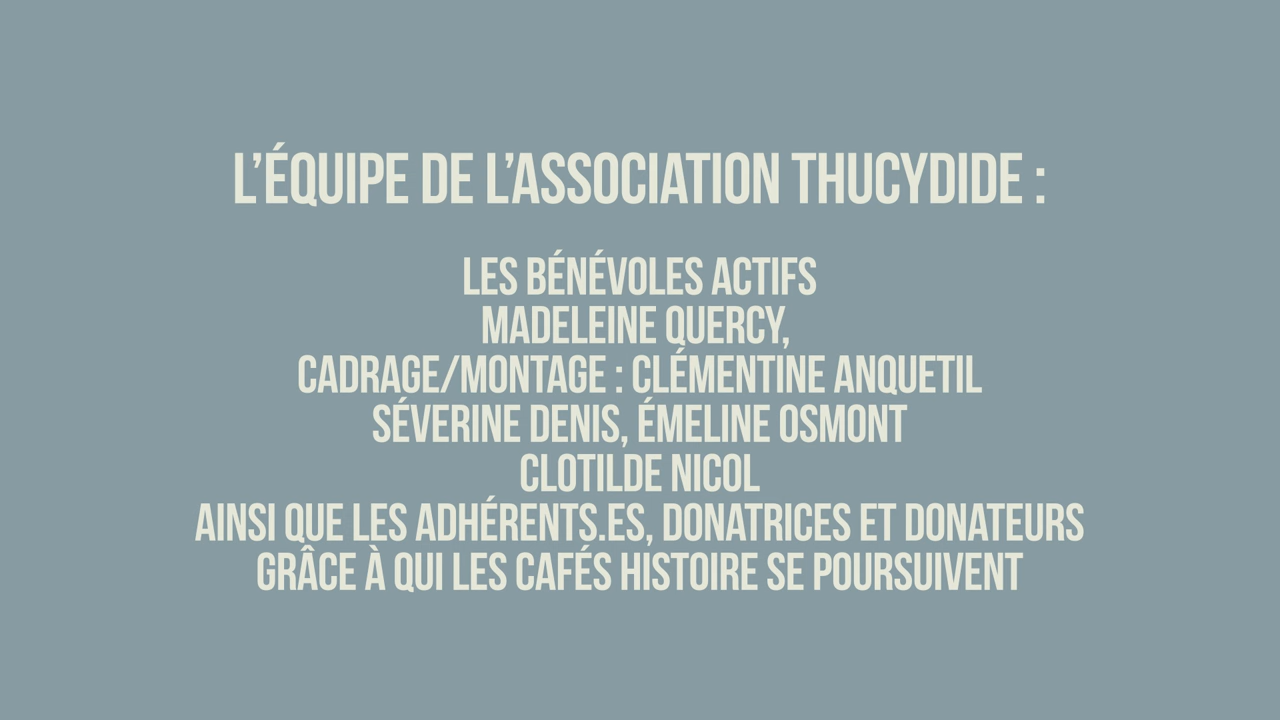 L’ÉQUIPE DE L’ASSOCIATION THUCYDIDE :
LES BÉNÉVOLES ACTIFS
MADELEINE QUERCY,
CADRAGE/MONTAGE : CLÉMENTINE ANQUETIL
SÉVERINE DENIS, ÉMELINE OSMONT
CLOTILDE NICOL
AINSI QUE LES ADHÉRENTS.ES, DONATRICES ET DONATEURS
GRÂCE À QUI LES CAFÉS HISTOIRE SE POURSUIVENT